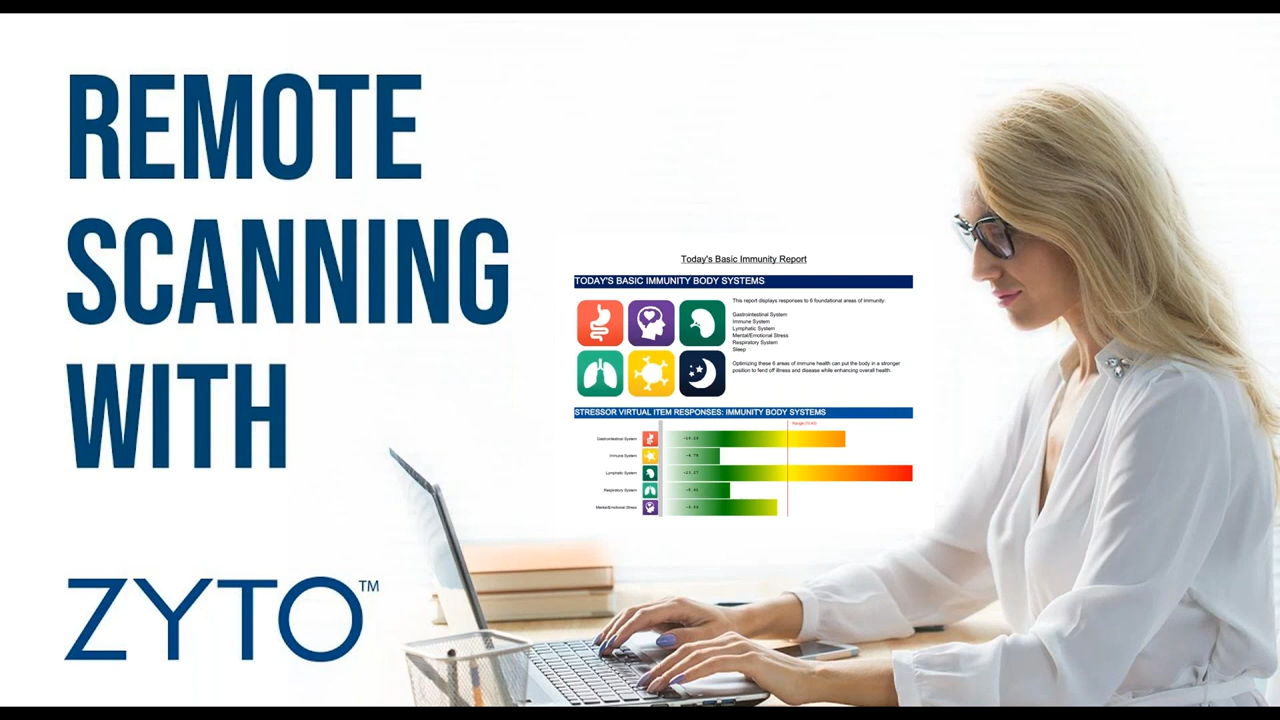 REMOTE
SCANNING
WITH
ZYTO™
Today's Basic Immunity Report
TODAY'S BASIC IMMUNITY BODY SYSTEMS
This report displays responses to 6 foundational areas of immunity:
Gastrointestinal System
Immune System
Lymphatic System
Mental/Emotional Stress
Respiratory System
Sleep
Optimizing these 6 areas of immune health can put the body in a stronger
position to fend off illness and disease while enhancing overall health.
STRESSOR VIRTUAL ITEM RESPONSES: IMMUNITY BODY SYSTEMS
Gastrointestinal System
Immune System
Lymphatic System
Respiratory System
Mental/Emotional Stress